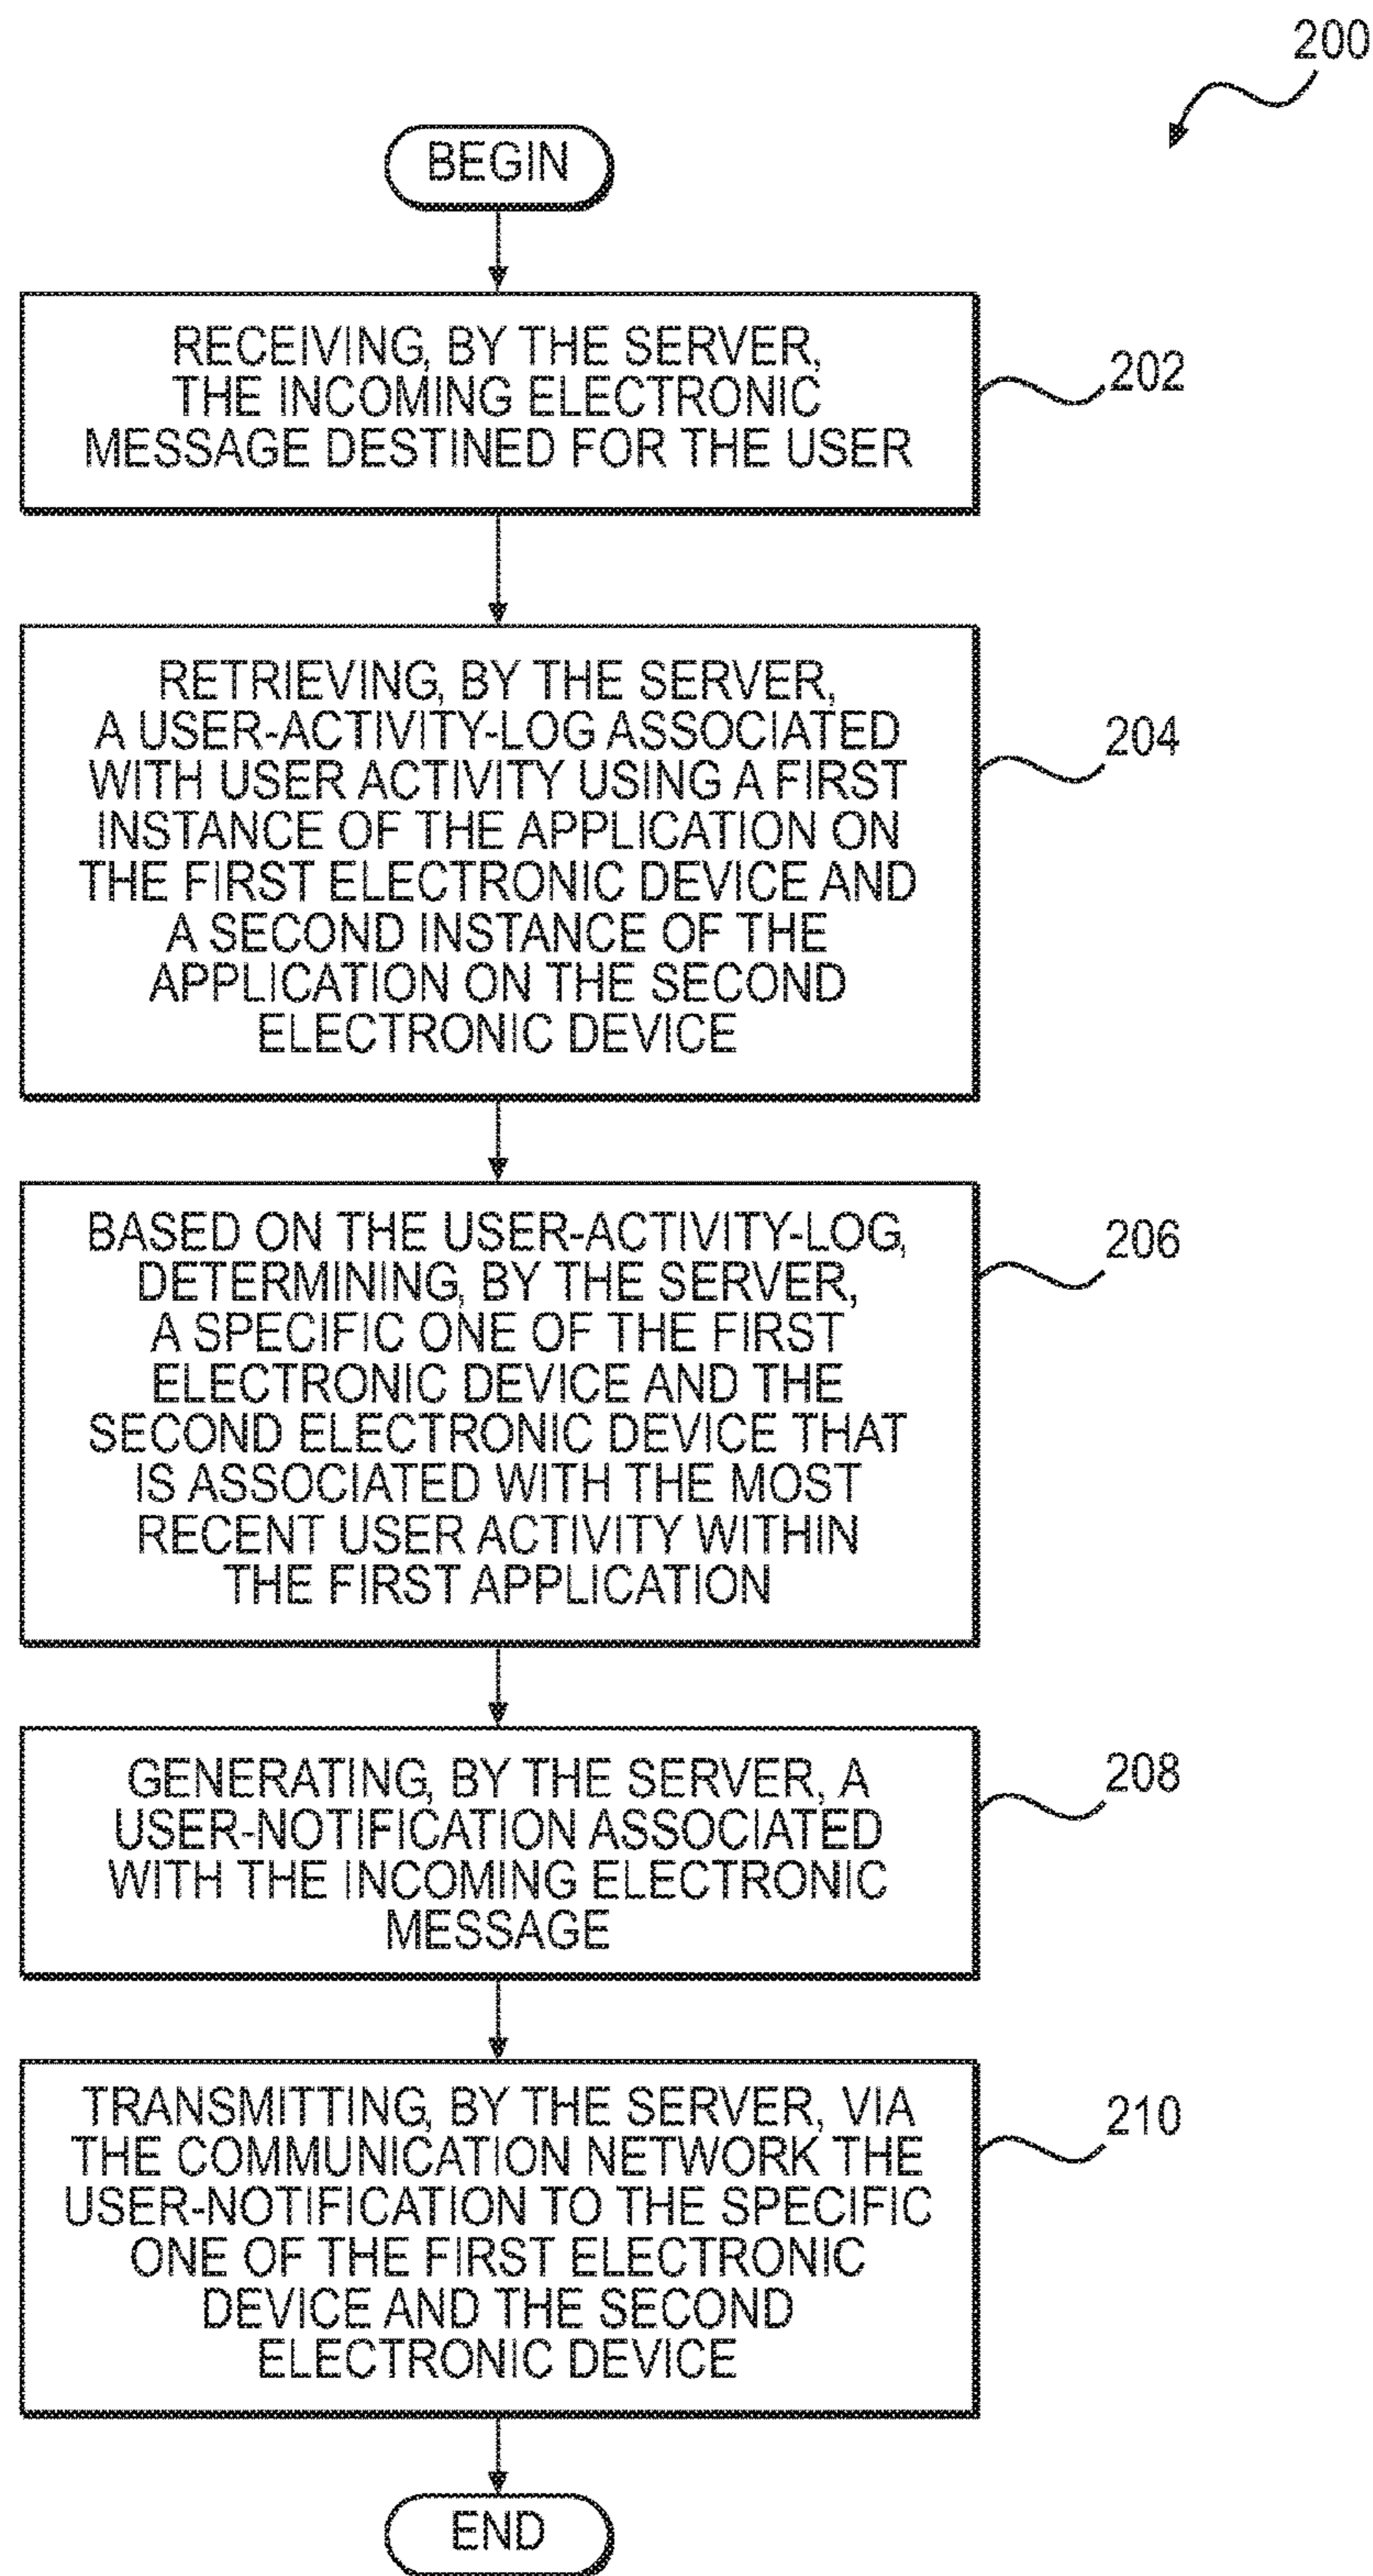 200
BEGIN
RECEIVING, BY THE SERVER,
THE INCOMING ELECTRONIC
MESSAGE DESTINED FOR THE USER
202
RETRIEVING, BY THE SERVER,
A USER-ACTIVITY-LOG ASSOCIATED
WITH USER ACTIVITY USING A FIRST
INSTANCE OF THE APPLICATION ON
THE FIRST ELECTRONIC DEVICE AND
A SECOND INSTANCE OF THE
APPLICATION ON THE SECOND
ELECTRONIC DEVICE
204
BASED ON THE USER-ACTIVITY-LOG,
DETERMINING, BY THE SERVER,
A SPECIFIC ONE OF THE FIRST
ELECTRONIC DEVICE AND THE
SECOND ELECTRONIC DEVICE THAT
IS ASSOCIATED WITH THE MOST
RECENT USER ACTIVITY WITHIN
THE FIRST APPLICATION
206
GENERATING, BY THE SERVER, A
USER-NOTIFICATION ASSOCIATED
WITH THE INCOMING ELECTRONIC
MESSAGE
208
TRANSMITTING, BY THE SERVER, VIA
THE COMMUNICATION NETWORK THE
USER-NOTIFICATION TO THE SPECIFIC
ONE OF THE FIRST ELECTRONIC
DEVICE AND THE SECOND
ELECTRONIC DEVICE
210
END